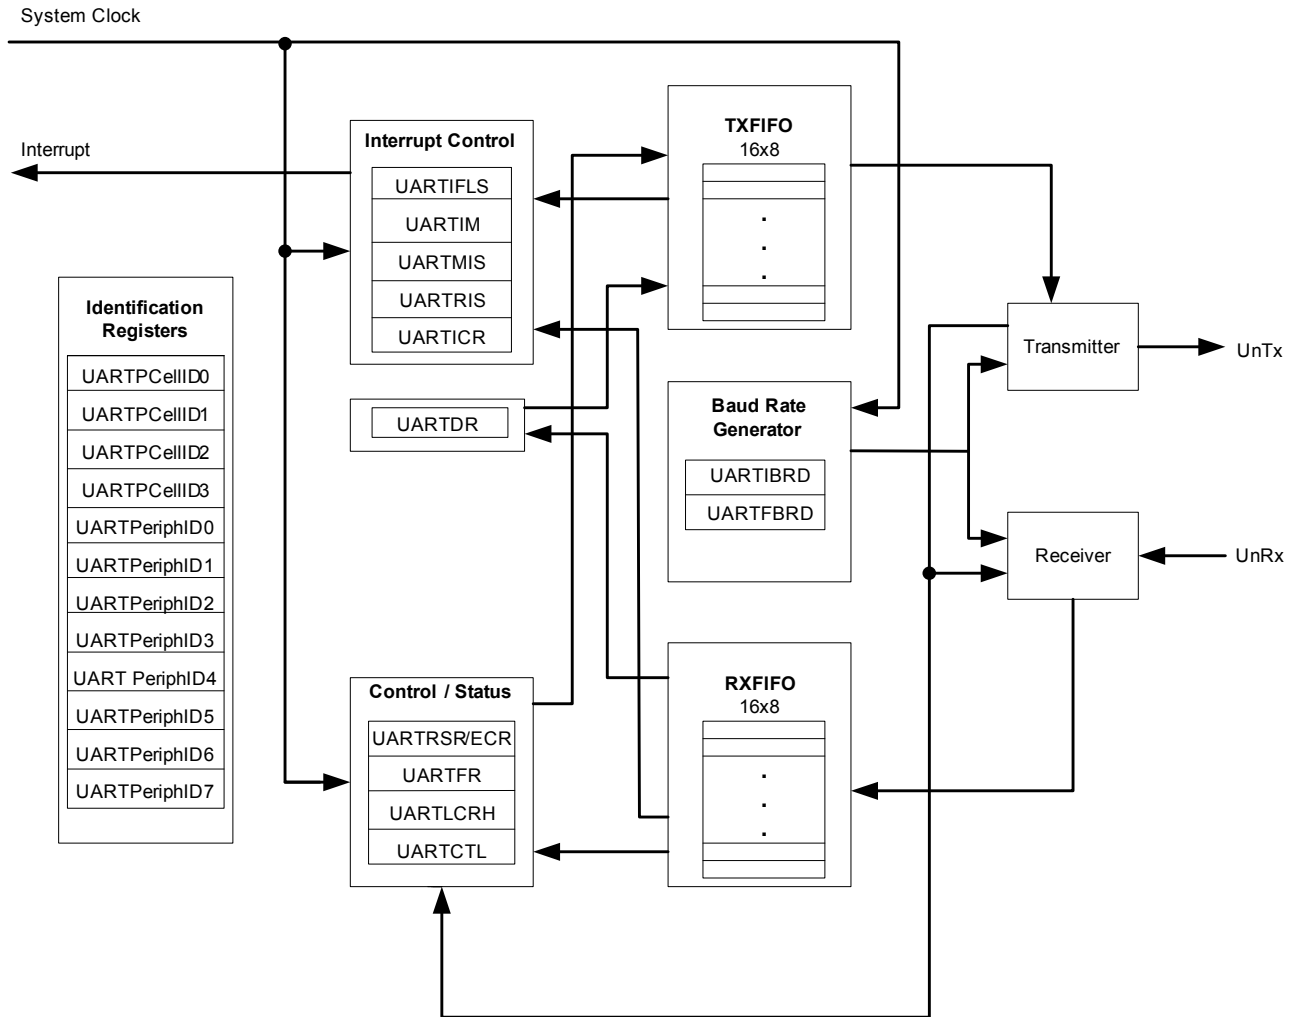 System Clock
Interrupt
Interrupt Control
UARTIFLS
UARTIM
UARTMIS
UARTRIS
UARTICR
TXFIFO
16x8
.
.
.
Identification
Registers
UARTPCellID0
UARTPCellID1
UARTPCellID2
UARTPCellID3
UARTPeriphID0
UARTPeriphID1
UARTPeriphID2
UARTPeriphID3
UART PeriphID4
UARTPeriphID5
UARTPeriphID6
UARTPeriphID7
UARTDR
Baud Rate
Generator
UARTIBRD
UARTFBRD
Transmitter
UnTx
Receiver
UnRx
Control / Status
UARTRSR/ECR
UARTFR
UARTLCRH
UARTCTL
RXFIFO
16x8
.
.
.